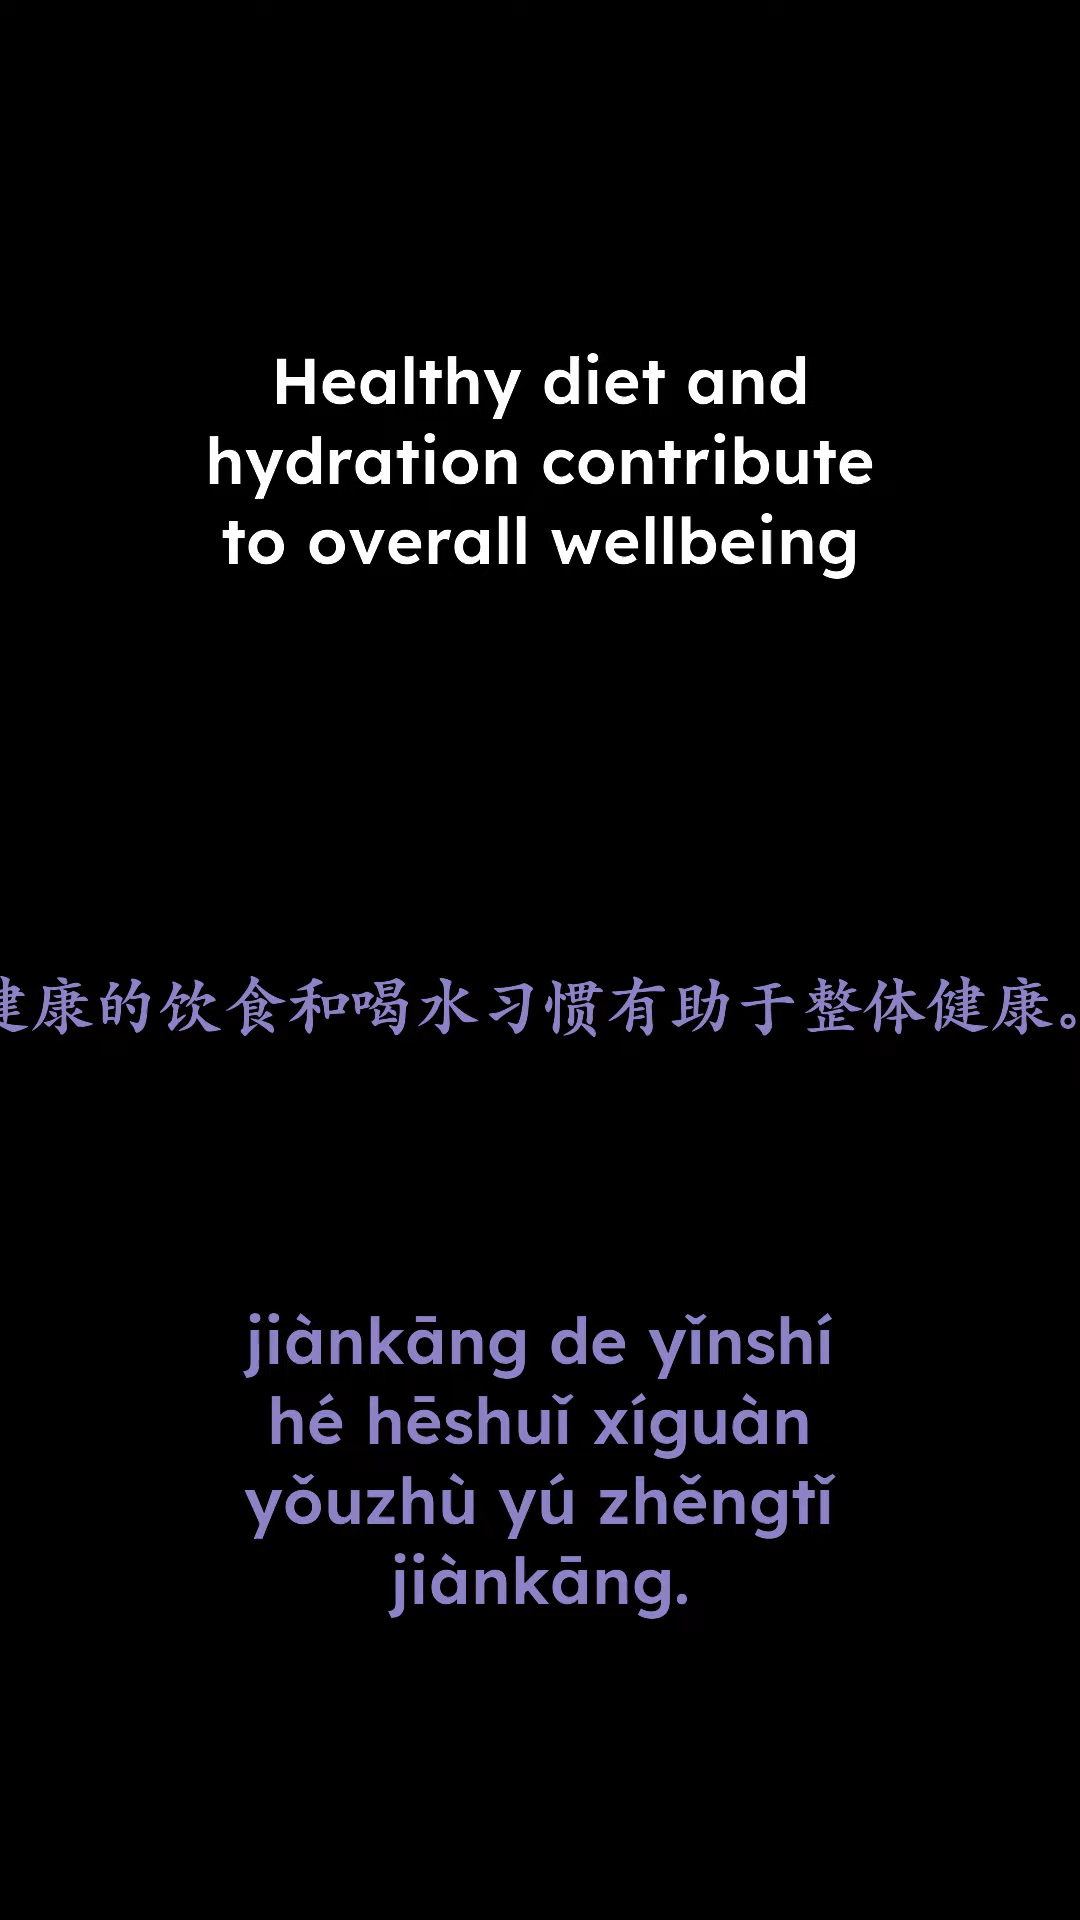 Healthy diet and
hydration contribute
to overall wellbeing
健康的饮食和喝水习惯有助于整体健康。
jiànkāng de yǐnshí
hé hēshuǐ xíguàn
yǒuzhù yú zhěngtǐ
jiànkāng.